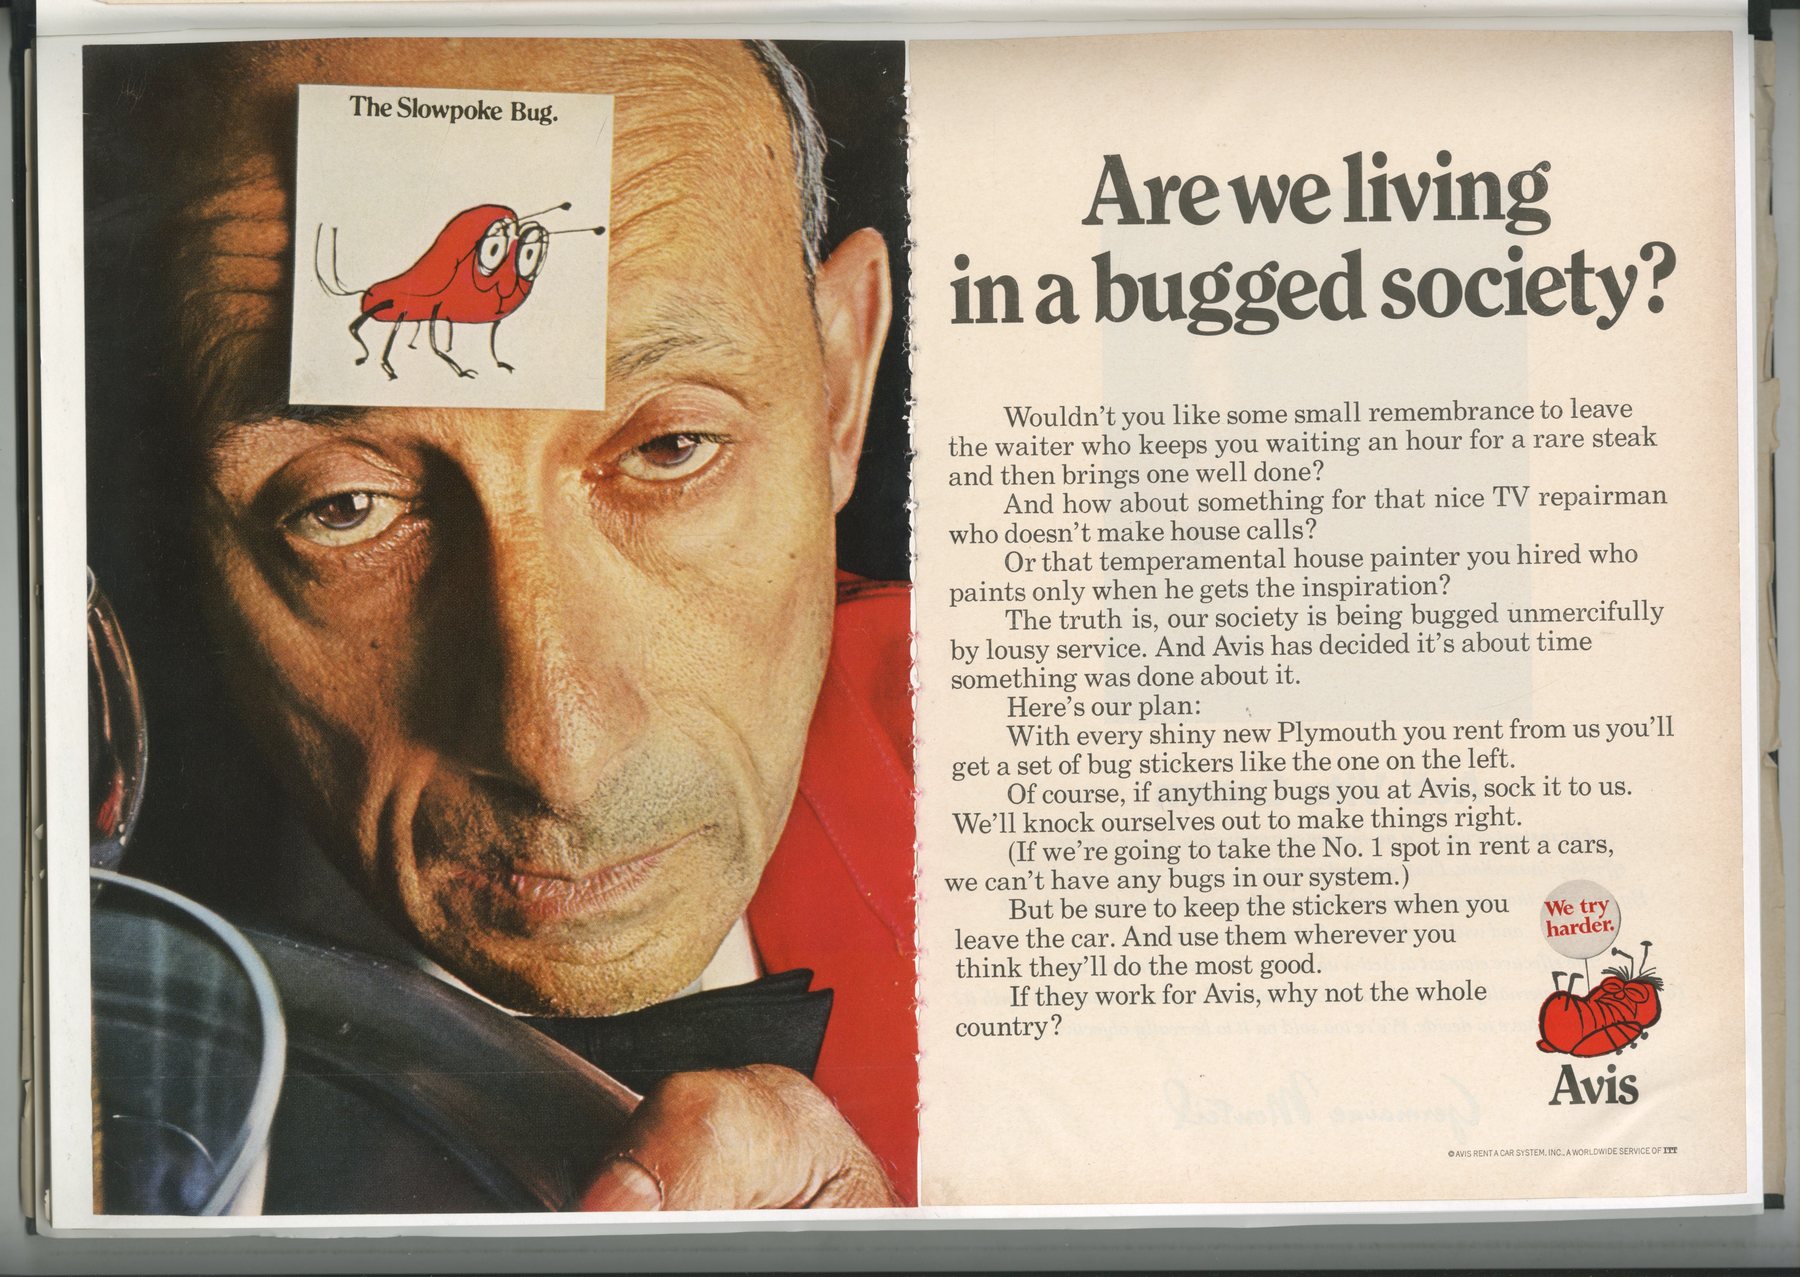 The Slowpoke Bug.
Are we living
in a bugged society?
Wouldn't you like some small remembrance to leave
the waiter who keeps you waiting an hour for a rare steak
and then brings one well done?
And how about something for that nice TV repairman
who doesn't make house calls?
Or that temperamental house painter you hired who
paints only when he gets the inspiration?
The truth is, our society is being bugged unmercifully
by lousy service. And Avis has decided it's about time
something was done about it.
Here's our plan:
With every shiny new Plymouth you rent from us you'll
get a set of bug stickers like the one on the left.
Of course, if anything bugs you at Avis, sock it to us.
We'll knock ourselves out to make things right.
(If we're going to take the No. 1 spot in rent a cars,
we can't have any bugs in our system.)
But be sure to keep the stickers when you
leave the car. And use them wherever you
think they'll do the most good.
If they work for Avis, why not the whole
country?
We try
harder.
Avis
© AVIS RENT A CAR SYSTEM, INC., A WORLDWIDE SERVICE OF ITT